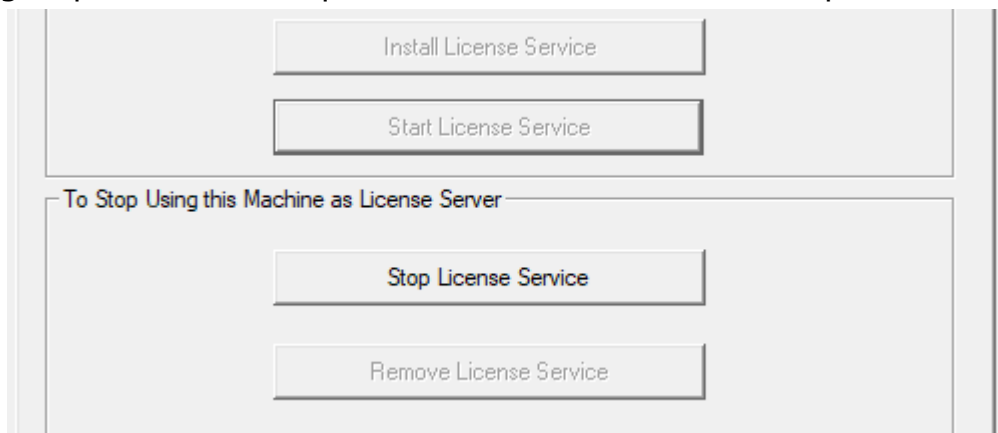 Install License Service
Start License Service
To Stop Using this Machine as License Server
Stop License Service
Remove License Service